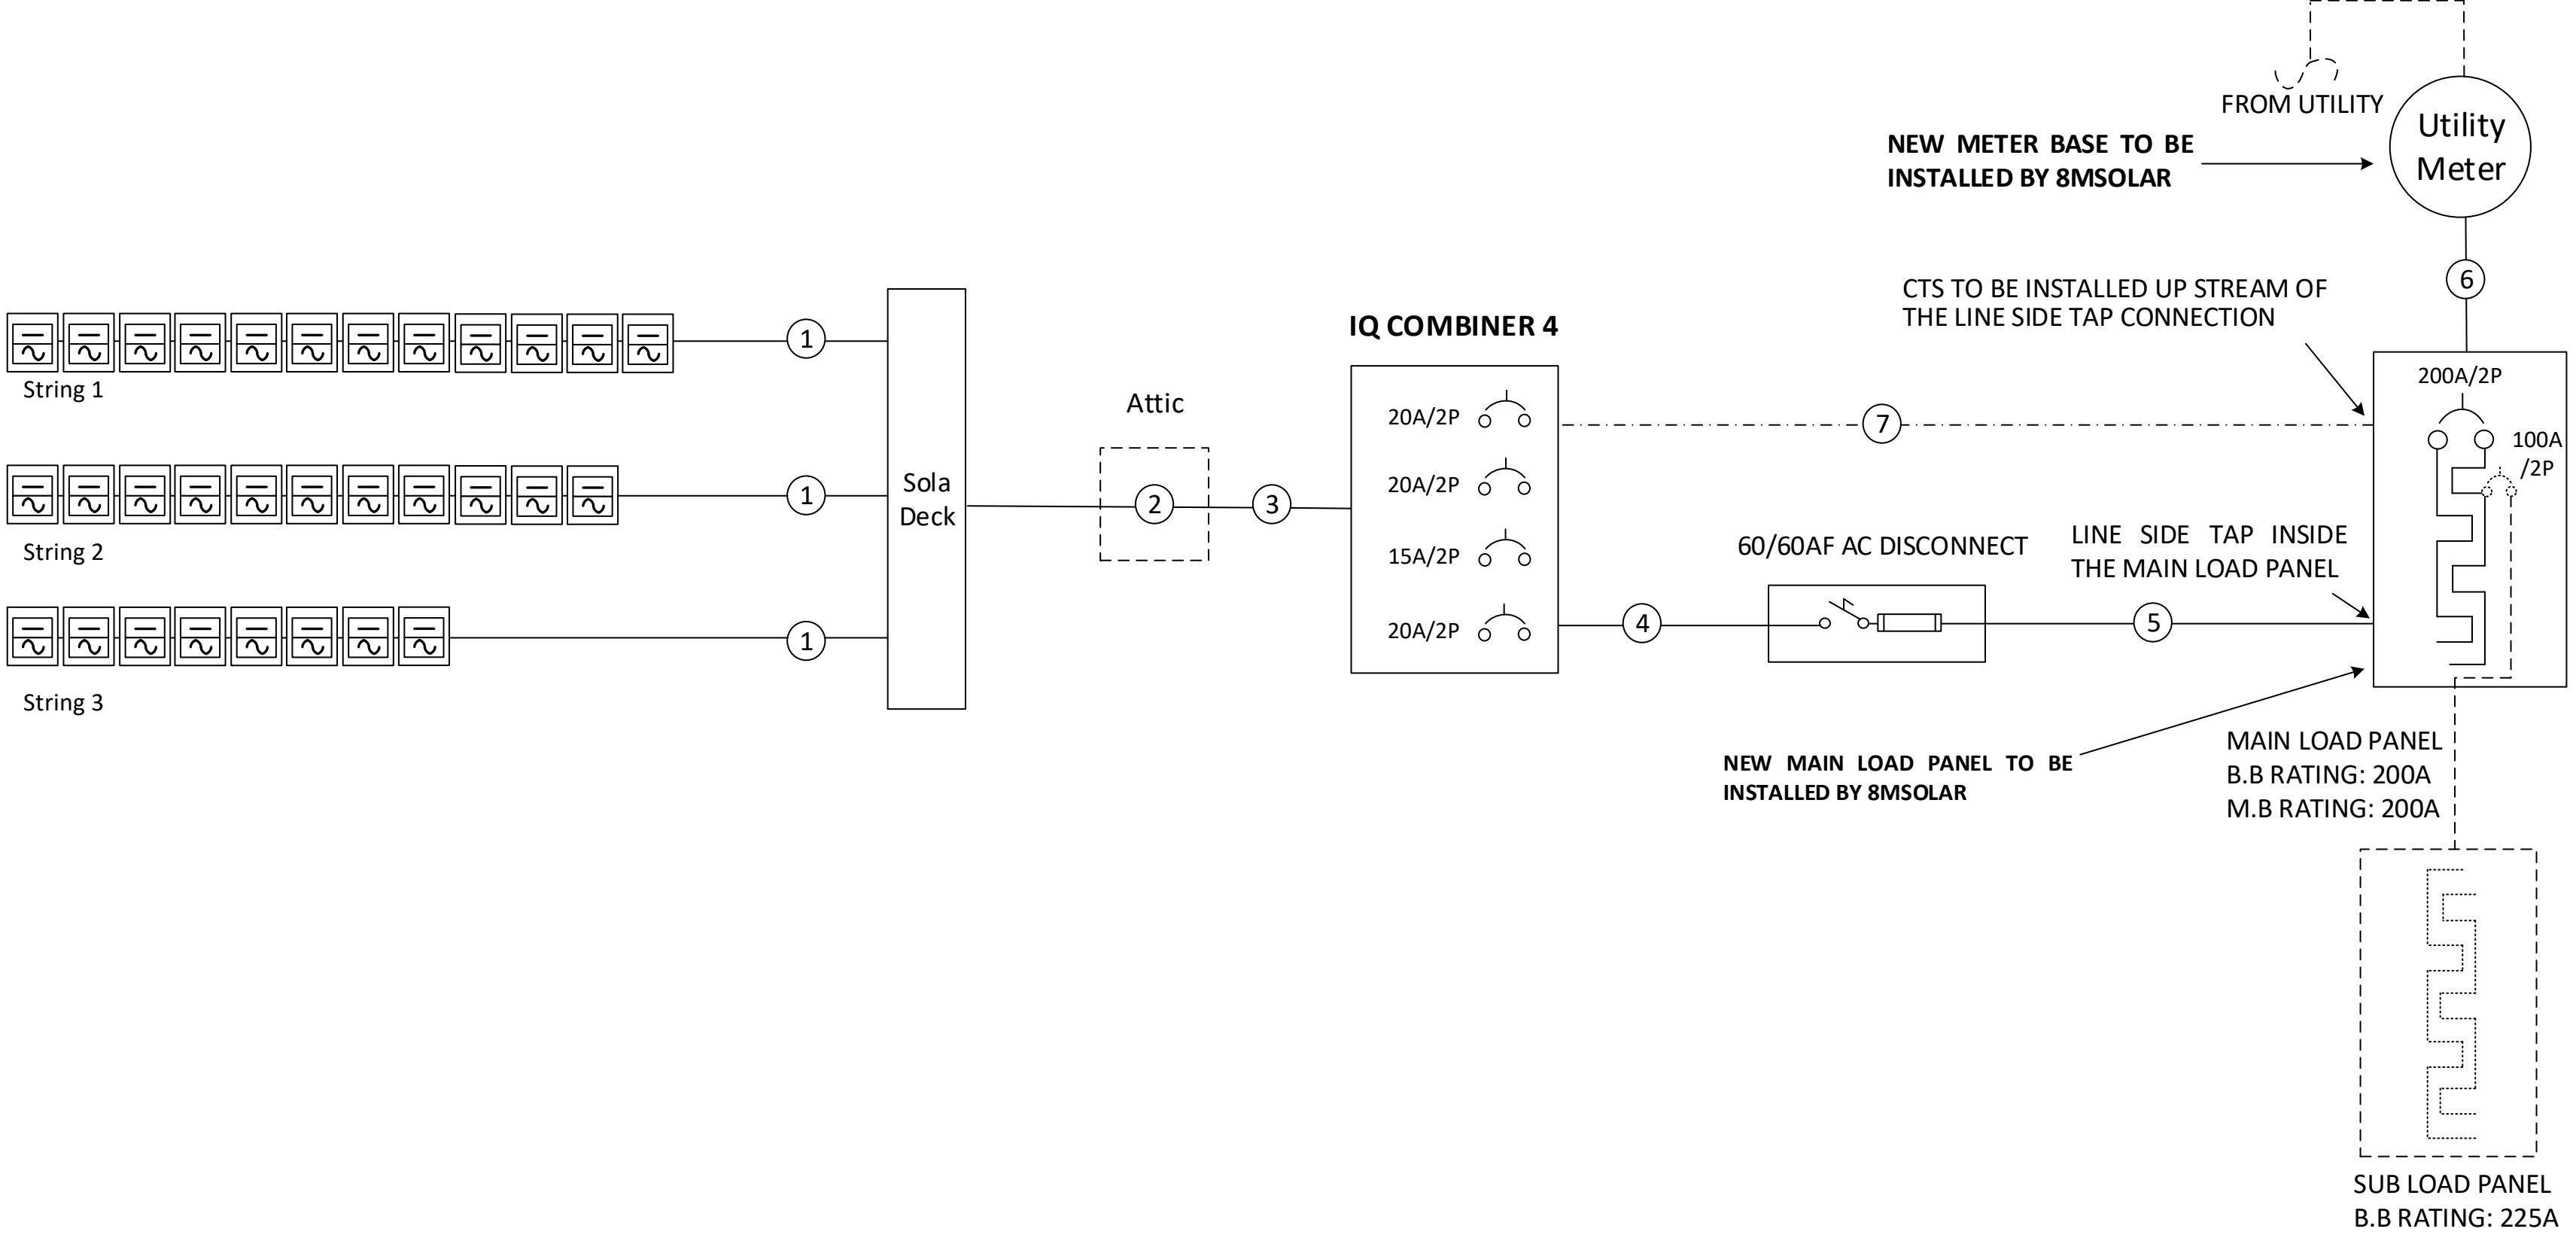 FROM UTILITY
Utility
Meter
NEW METER BASE TO BE
INSTALLED BY 8MSOLAR
6
CTS TO BE INSTALLED UP STREAM OF
THE LINE SIDE TAP CONNECTION
String 1
1
String 2
1
String 3
1
Sola
Deck
Attic
2
3
IQ COMBINER 4
20A/2P
20A/2P
15A/2P
20A/2P
7
4
60/60AF AC DISCONNECT
5
LINE SIDE TAP INSIDE
THE MAIN LOAD PANEL
200A/2P
100A
/2P
NEW MAIN LOAD PANEL TO BE
INSTALLED BY 8MSOLAR
MAIN LOAD PANEL
B.B RATING: 200A
M.B RATING: 200A
SUB LOAD PANEL
B.B RATING: 225A